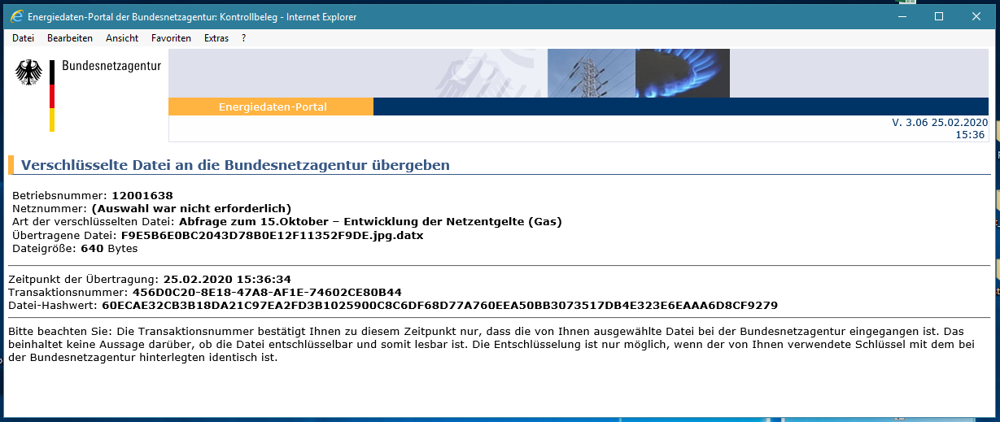 Energiedaten-Portal der Bundesnetzagentur: Kontrollbeleg - Internet Explorer
Datei Bearbeiten Ansicht Favoriten Extras ?
Bundesnetzagentur
Energiedaten-Portal
V. 3.06 25.02.2020
15:36
Verschlüsselte Datei an die Bundesnetzagentur übergeben
Betriebsnummer: 12001638
Netznummer: (Auswahl war nicht erforderlich)
Art der verschlüsselten Datei: Abfrage zum 15.Oktober – Entwicklung der Netzentgelte (Gas)
Übertragene Datei: F9E5B6E0BC2043D78B0E12F11352F9DE.jpg.datx
Dateigröße: 640 Bytes
Zeitpunkt der Übertragung: 25.02.2020 15:36:34
Transaktionsnummer: 456D0C20-8E18-47A8-AF1E-74602CE80B44
Datei-Hashwert: 60ECAE32CB3B18DA21C97EA2FD3B1025900C8C6DF68D77A760EEA50BB3073517DB4E323E6EAAA6D8CF9279
Bitte beachten Sie: Die Transaktionsnummer bestätigt Ihnen zu diesem Zeitpunkt nur, dass die von Ihnen ausgewählte Datei bei der Bundesnetzagentur eingegangen ist. Das
beinhaltet keine Aussage darüber, ob die Datei entschlüsselbar und somit lesbar ist. Die Entschlüsselung ist nur möglich, wenn der von Ihnen verwendete Schlüssel mit dem bei
der Bundesnetzagentur hinterlegten identisch ist.